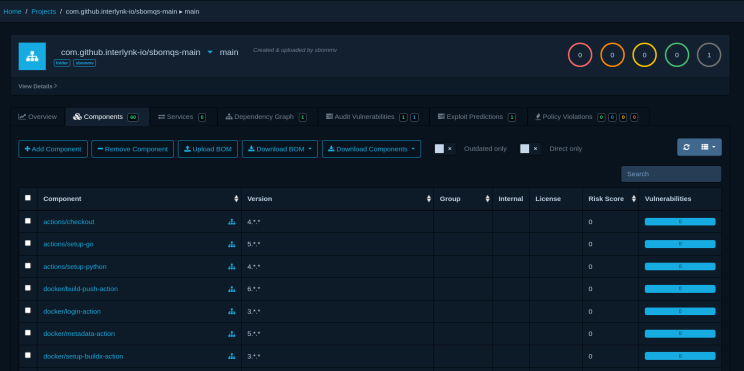 Home / Projects / com.github.interlynk-io/sbomqs-main ▸ main
com.github.interlynk-io/sbomqs-main ▾ main Created & uploaded by sbommv
folder sbommv
0 0 0 0 1
View Details
Overview Components 60 Services 0 Dependency Graph 1 Audit Vulnerabilities 1 1 Exploit Predictions 1 Policy Violations 0 0 0 0
+ Add Component − Remove Component Upload BOM Download BOM Download Components Outdated only Direct only
Search
Component Version Group Internal License Risk Score Vulnerabilities
actions/checkout 4.*.* 0 0
actions/setup-go 5.*.* 0 0
actions/setup-python 4.*.* 0 0
docker/build-push-action 6.*.* 0 0
docker/login-action 3.*.* 0 0
docker/metadata-action 5.*.* 0 0
docker/setup-buildx-action 3.*.* 0 0